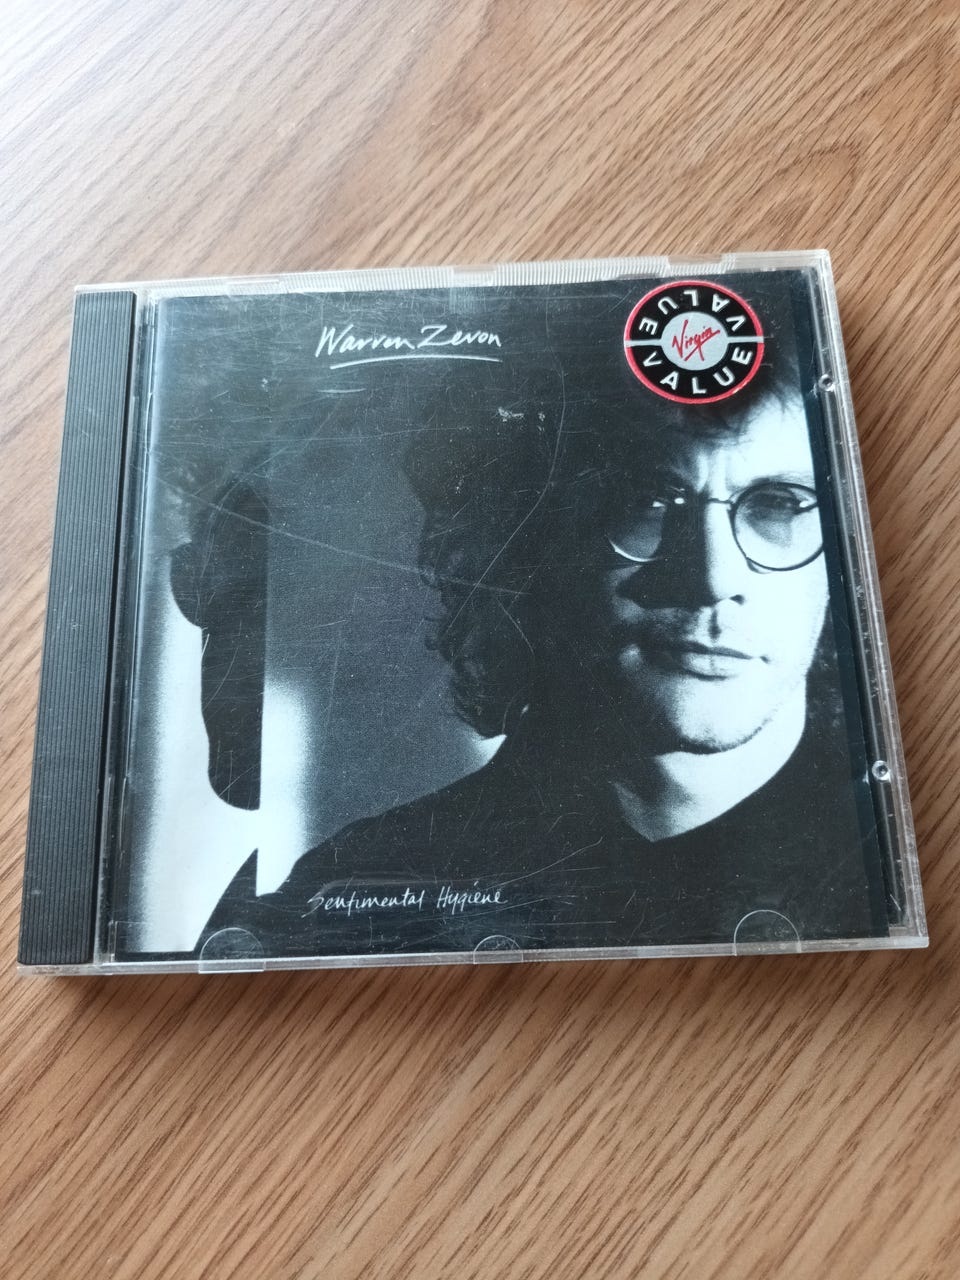 Warren Zevon
VALUE
Virgin
VALUE
Sentimental Hygiene